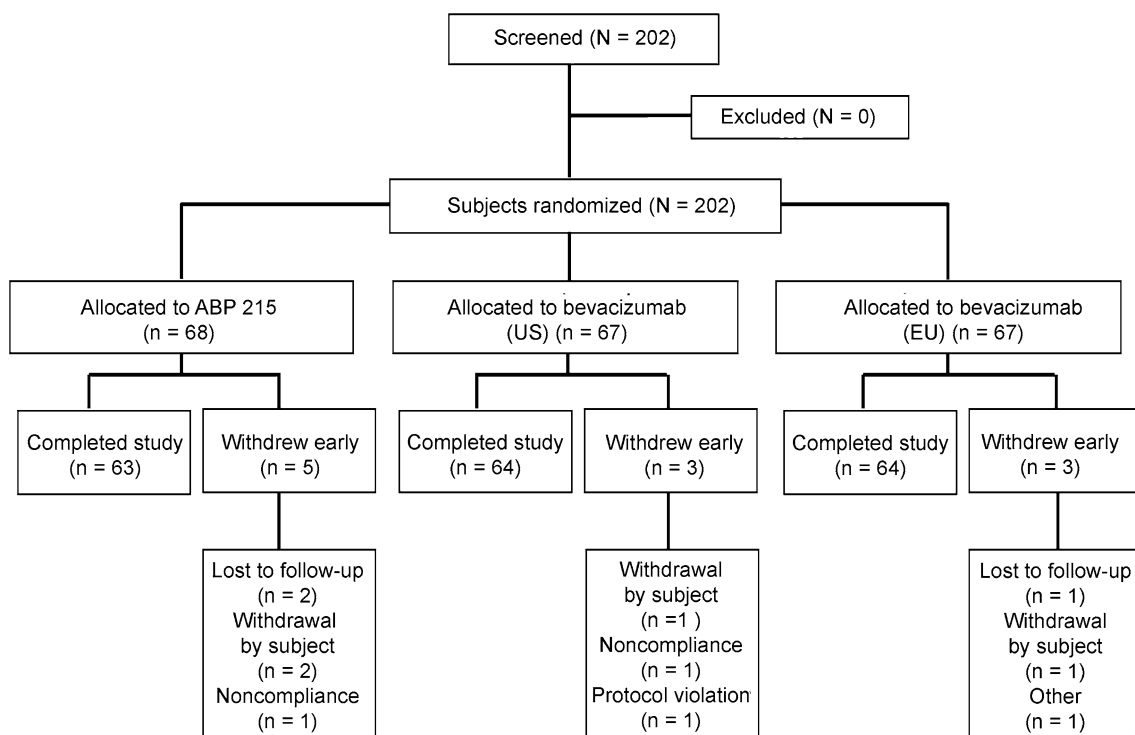 Screened (N = 202)
Excluded (N = 0)
Subjects randomized (N = 202)
Allocated to ABP 215
(n = 68)
Allocated to bevacizumab
(US) (n = 67)
Allocated to bevacizumab
(EU) (n = 67)
Completed study
(n = 63)
Withdrew early
(n = 5)
Completed study
(n = 64)
Withdrew early
(n = 3)
Completed study
(n = 64)
Withdrew early
(n = 3)
Lost to follow-up
(n = 2)
Withdrawal
by subject
(n = 2)
Noncompliance
(n = 1)
Withdrawal
by subject
(n =1 )
Noncompliance
(n = 1)
Protocol violation
(n = 1)
Lost to follow-up
(n = 1)
Withdrawal
by subject
(n = 1)
Other
(n = 1)